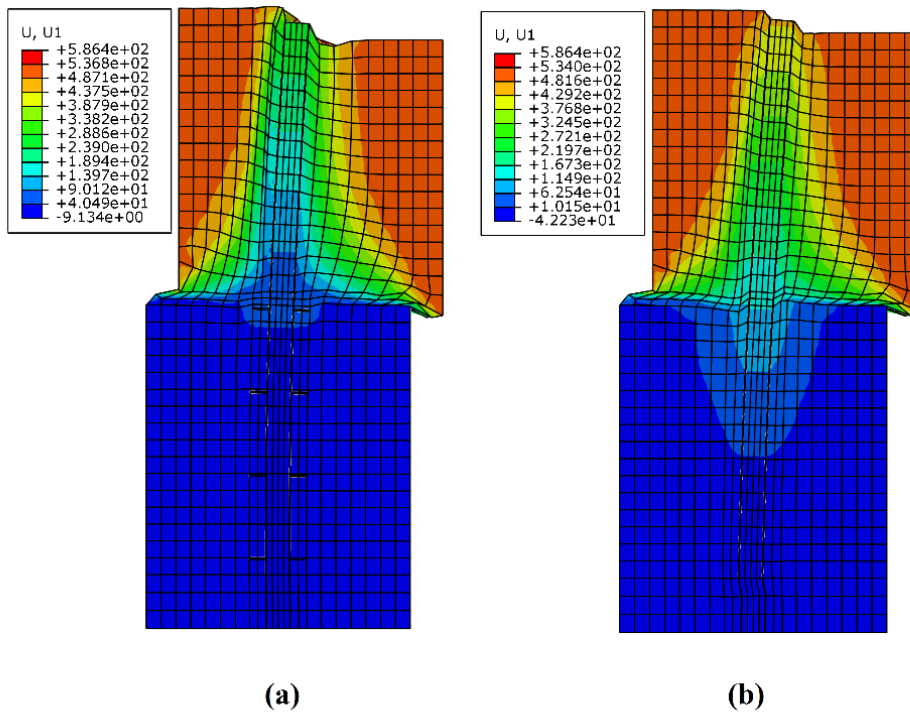 U, U1
+5.864e+02
+5.368e+02
+4.871e+02
+4.375e+02
+3.879e+02
+3.382e+02
+2.886e+02
+2.390e+02
+1.894e+02
+1.397e+02
+9.012e+01
+4.049e+01
-9.134e+00
U, U1
+5.864e+02
+5.340e+02
+4.816e+02
+4.292e+02
+3.768e+02
+3.245e+02
+2.721e+02
+2.197e+02
+1.673e+02
+1.149e+02
+6.254e+01
+1.015e+01
-4.223e+01
(a)
(b)